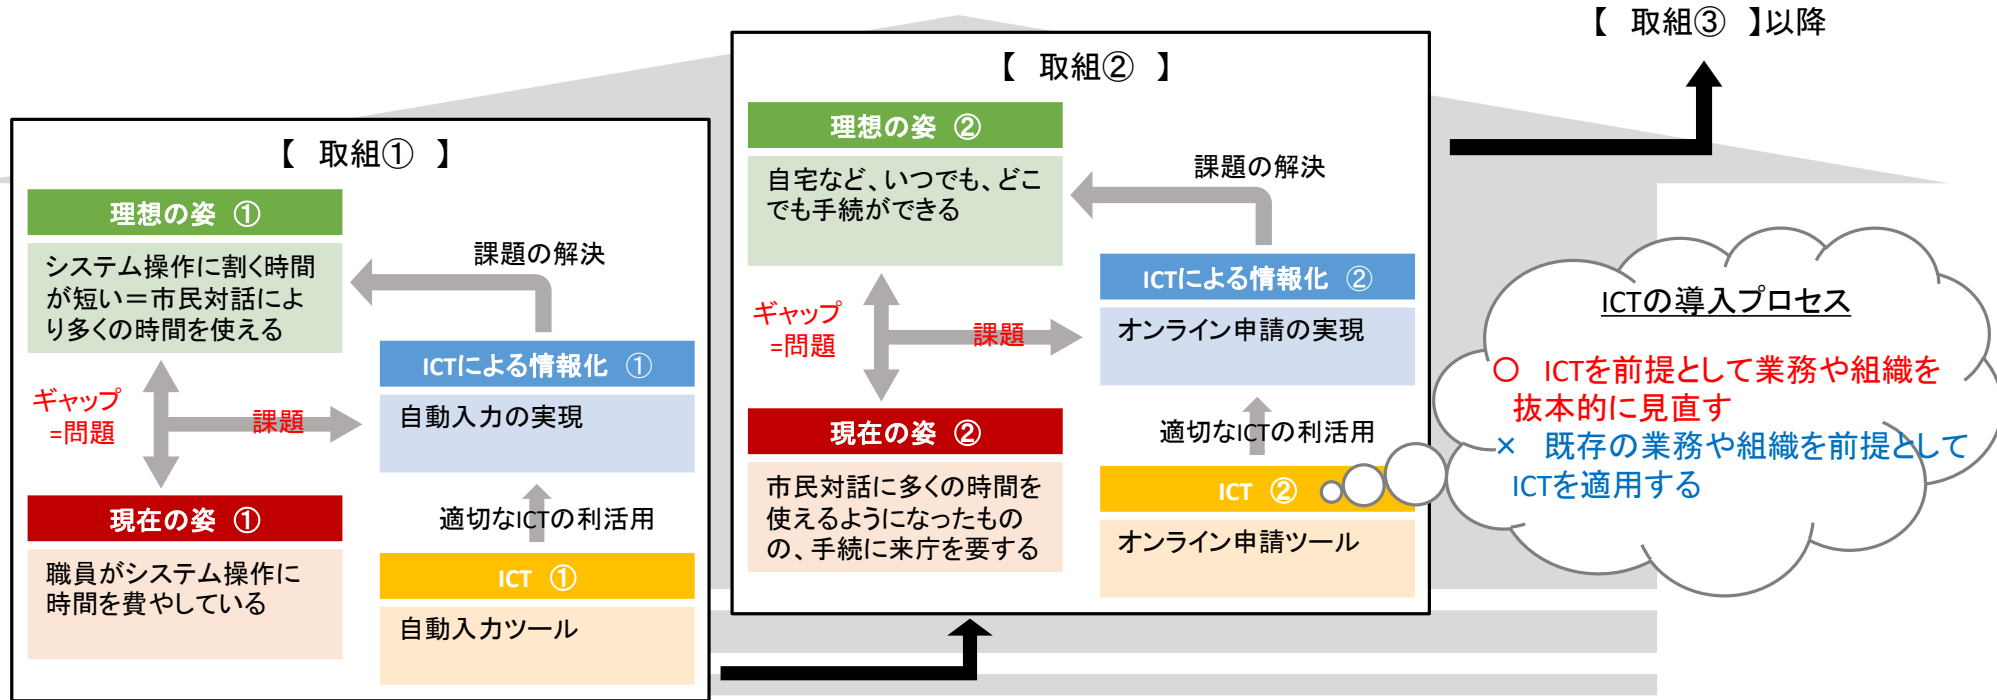 【　取組①　】
理想の姿　①
システム操作に割く時間
が短い＝市民対話によ
り多くの時間を使える
ギャップ
=問題
課題
現在の姿　①
職員がシステム操作に
時間を費やしている
課題の解決
ICTによる情報化　①
自動入力の実現
適切なICTの利活用
ICT　①
自動入力ツール
【　取組②　】
理想の姿　②
自宅など、いつでも、どこ
でも手続ができる
ギャップ
=問題
課題
現在の姿　②
市民対話に多くの時間を
使えるようになったもの
の、手続に来庁を要する
課題の解決
ICTによる情報化　②
オンライン申請の実現
適切なICTの利活用
ICT　②
オンライン申請ツール
【　取組③　】以降
ICTの導入プロセス
○　ICTを前提として業務や組織を
抜本的に見直す
×　既存の業務や組織を前提として
ICTを適用する